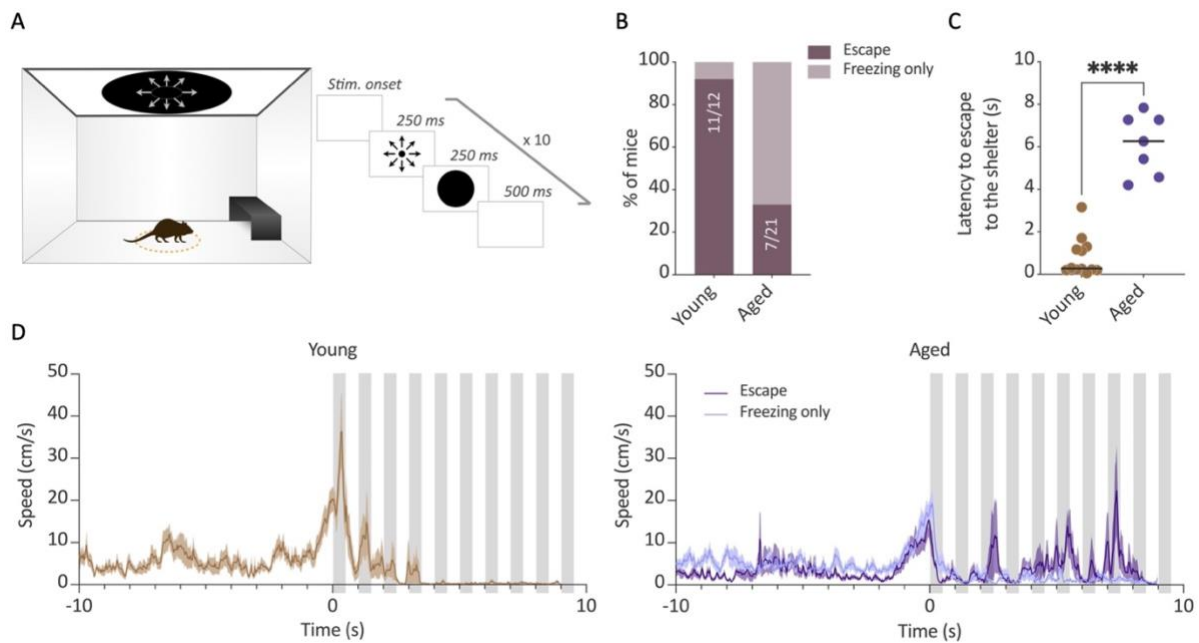 A
Stim. onset
250 ms
250 ms
500 ms
x 10
B
% of mice
100
80
60
40
20
0
11/12
7/21
Young
Aged
Escape
Freezing only
C
Latency to escape
to the shelter (s)
10
8
6
4
2
0
****
Young
Aged
D
Young
Speed (cm/s)
50
40
30
20
10
0
-10
0
10
Time (s)
Aged
Escape
Freezing only
Speed (cm/s)
50
40
30
20
10
0
-10
0
10
Time (s)